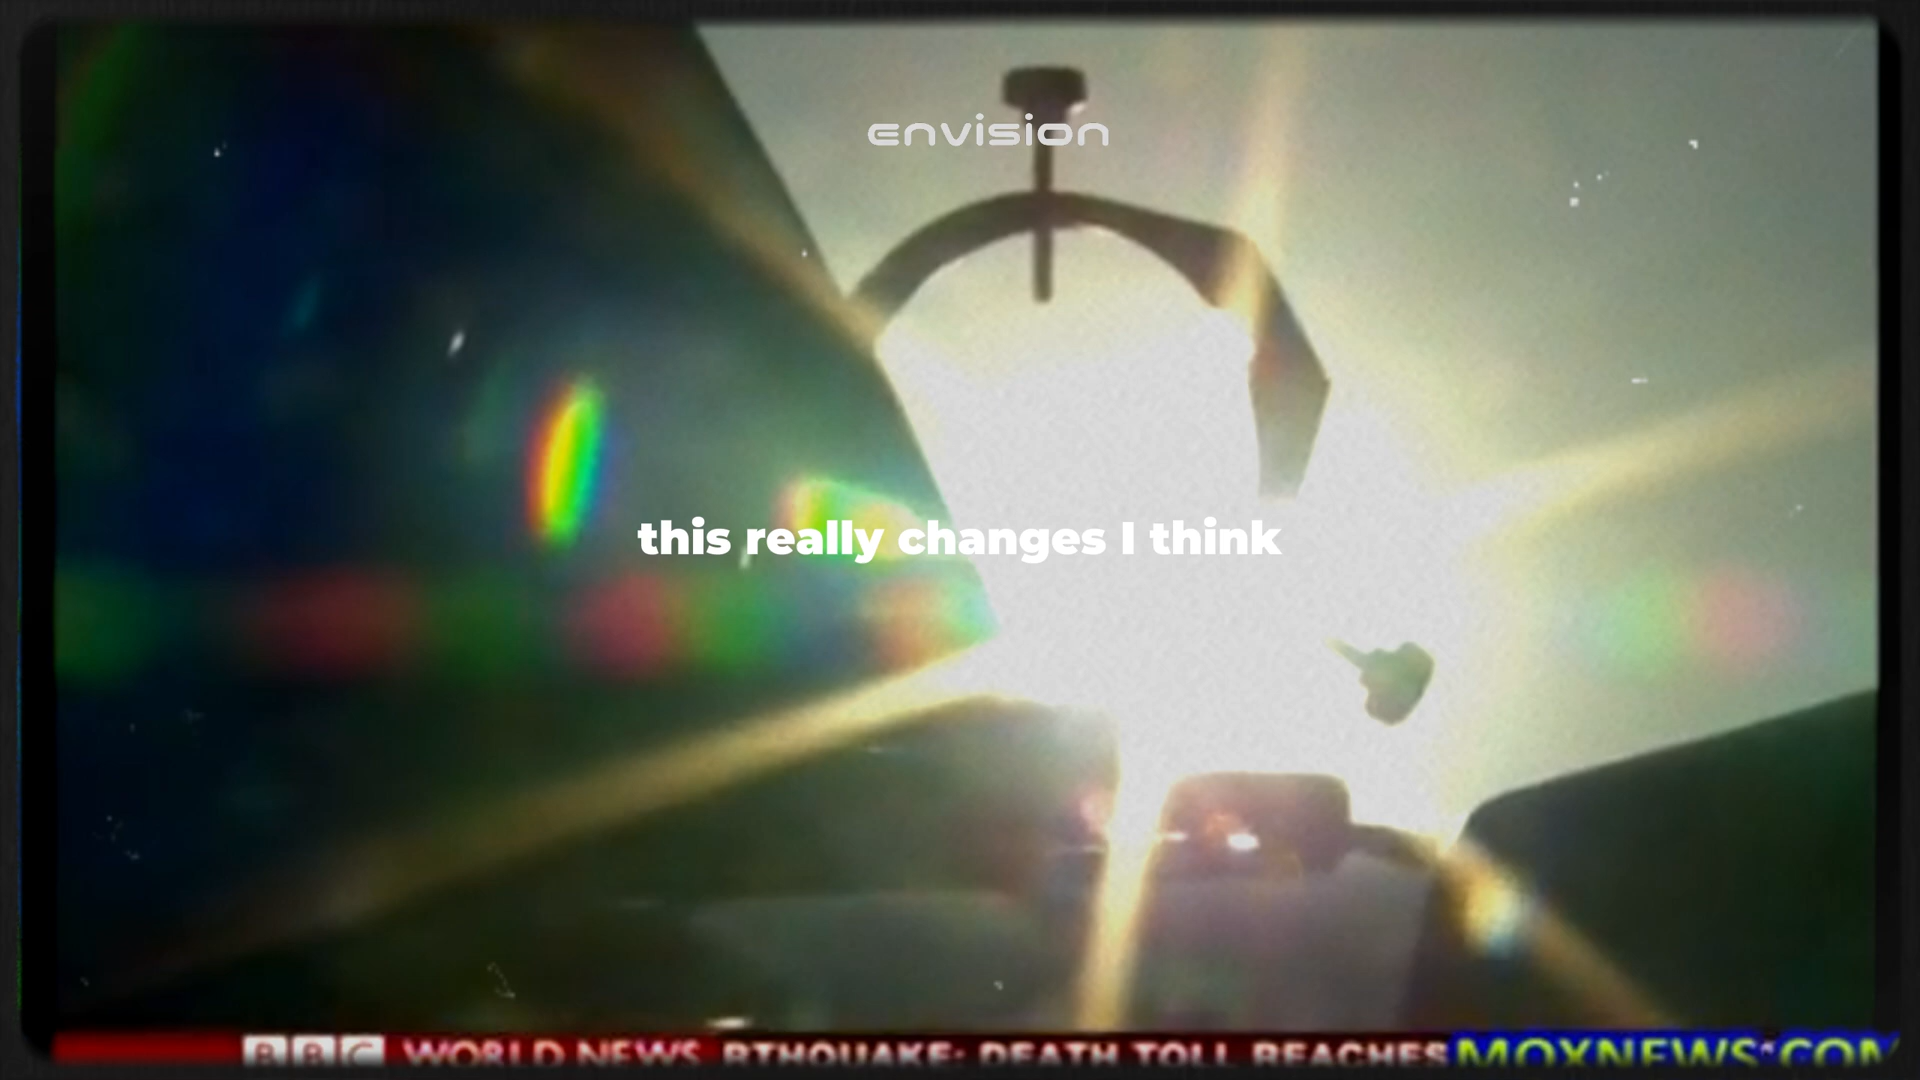 envision
this really changes I think
BBC WORLD NEWS RTHQUAKE: DEATH TOLL REACHES MOXNEWS.COM